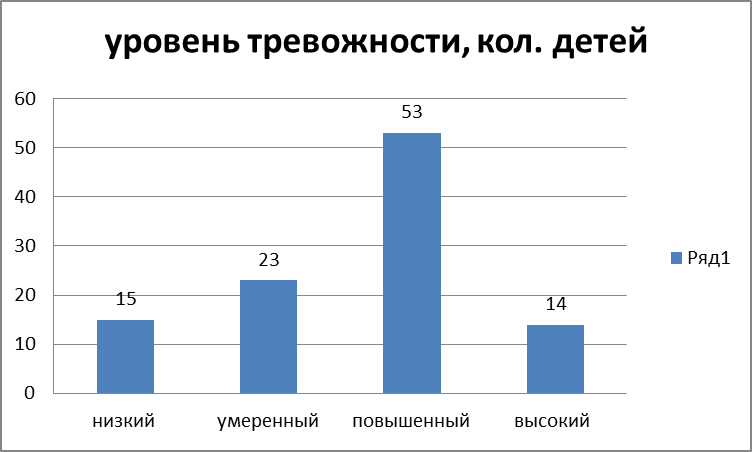 уровень тревожности, кол. детей
60
50
40
30
20
10
0
15
23
53
14
низкий
умеренный
повышенный
высокий
Ряд1